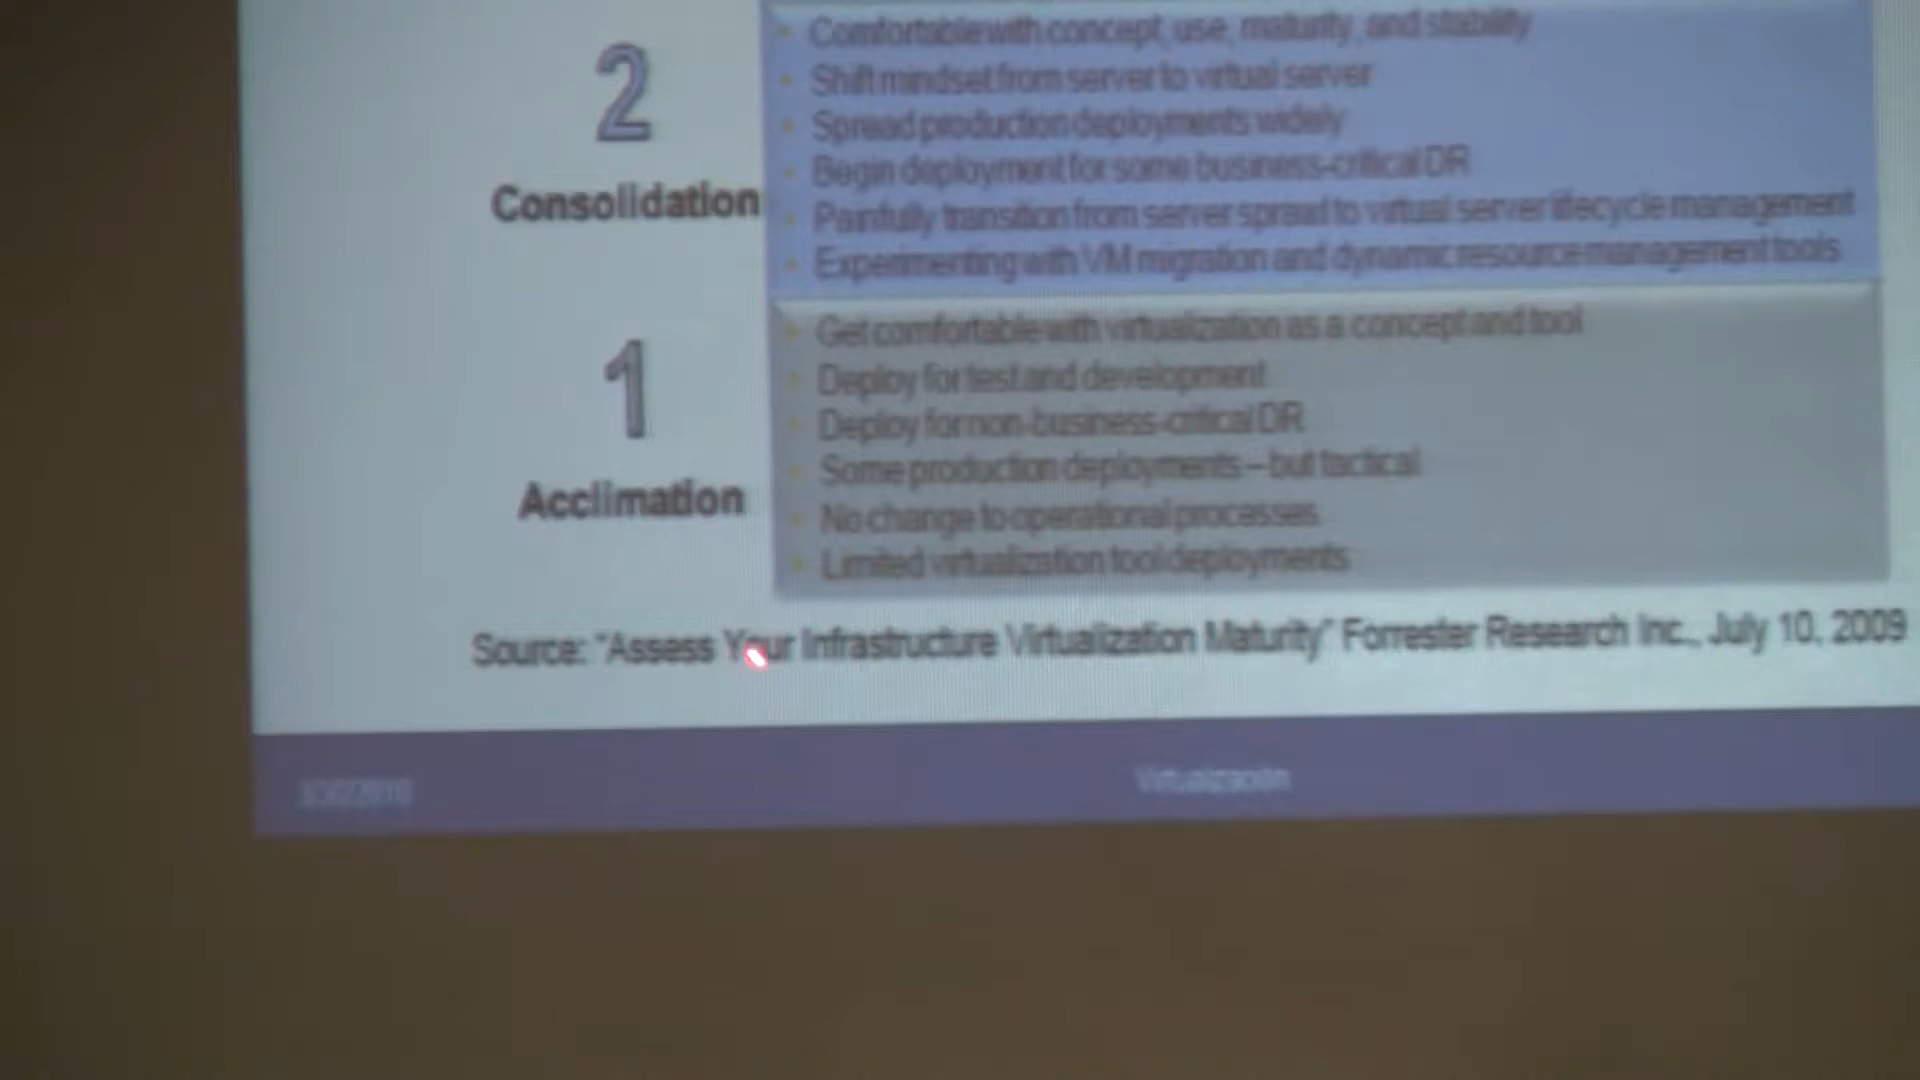 2
Consolidation
Comfortable with concept, use, maturity, and stability
Shift mindset from server to virtual server
Spread production deployments widely
Begin deployment for some business-critical DR
Painfully transition from server sprawl to virtual server lifecycle management
Experimenting with VM migration and dynamic resource management tools
1
Acclimation
Get comfortable with virtualization as a concept and tool
Deploy for test and development
Deploy for non-business-critical DR
Some production deployments – but tactical
No change to operational processes
Limited virtualization tool deployments
Source: "Assess Your Infrastructure Virtualization Maturity" Forrester Research Inc., July 10, 2009
Virtualización